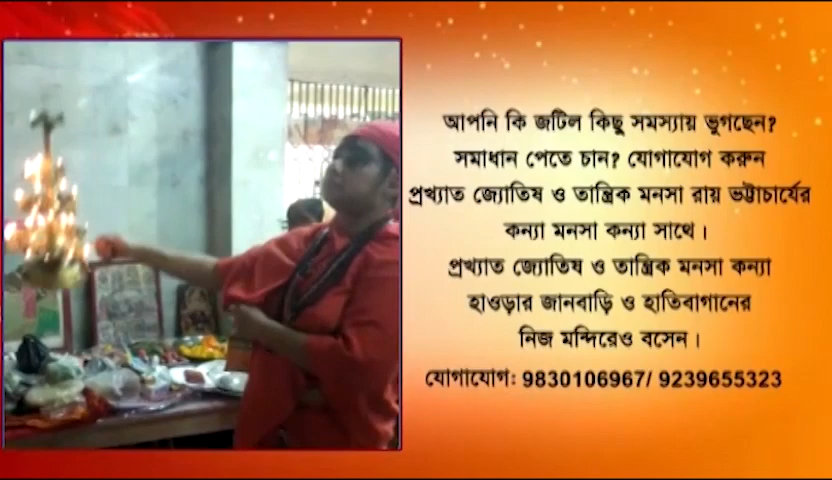 আপনি কি জটিল কিছু সমস্যায় ভুগছেন?
সমাধান পেতে চান? যোগাযোগ করুন
প্রখ্যাত জ্যোতিষ ও তান্ত্রিক মনসা রায় ভট্টাচার্যের
কন্যা মনসা কন্যা সাথে।
প্রখ্যাত জ্যোতিষ ও তান্ত্রিক মনসা কন্যা
হাওড়ার জানবাড়ি ও হাতিবাগানের
নিজ মন্দিরেও বসেন।
যোগাযোগ: 9830106967/ 9239655323